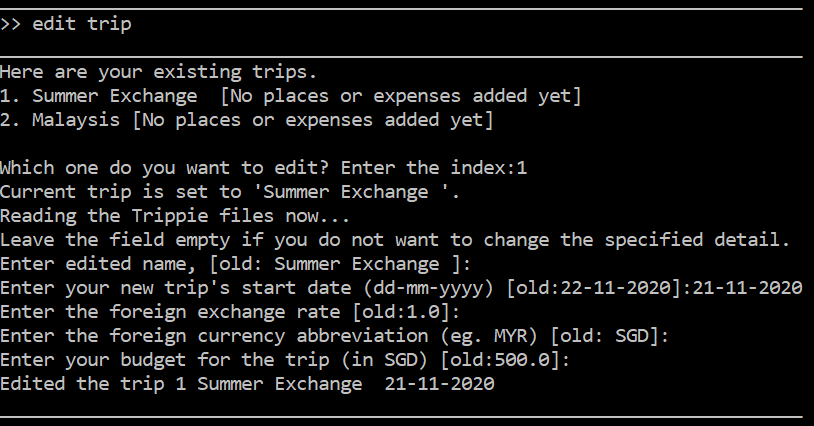 >> edit trip
Here are your existing trips.
1. Summer Exchange  [No places or expenses added yet]
2. Malaysis [No places or expenses added yet]
Which one do you want to edit? Enter the index:1
Current trip is set to 'Summer Exchange '.
Reading the Trippie files now...
Leave the field empty if you do not want to change the specified detail.
Enter edited name, [old: Summer Exchange ]:
Enter your new trip's start date (dd-mm-yyyy) [old:22-11-2020]:21-11-2020
Enter the foreign exchange rate [old:1.0]:
Enter the foreign currency abbreviation (eg. MYR) [old: SGD]:
Enter your budget for the trip (in SGD) [old:500.0]:
Edited the trip 1 Summer Exchange  21-11-2020